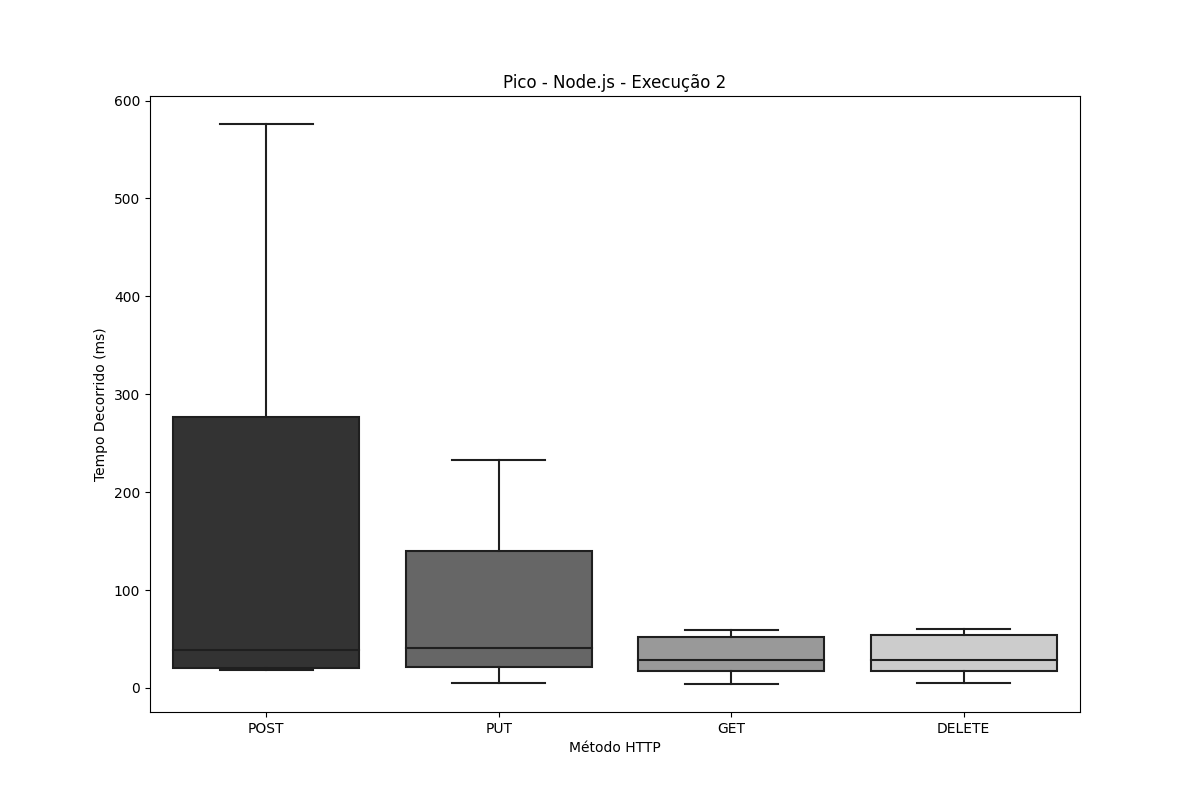 Pico - Node.js - Execução 2
Tempo Decorrido (ms)
600
500
400
300
200
100
0
POST PUT GET DELETE
Método HTTP